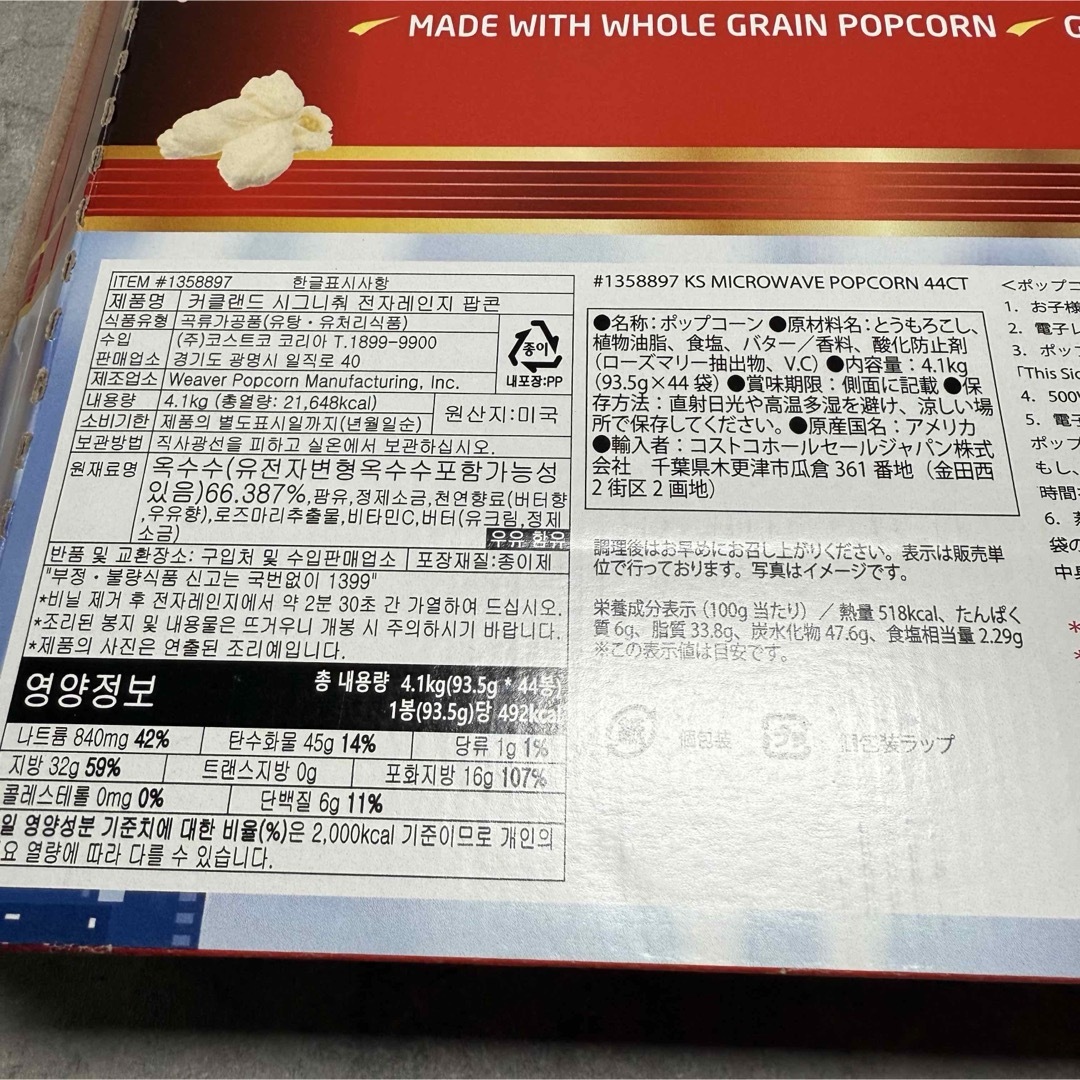 MADE WITH WHOLE GRAIN POPCORN
G
ITEM #1358897 한글표시사항
제품명 커클랜드 시그니춰 전자레인지 팝콘
식품유형 곡류가공품(유탕・유처리식품)
수입 (주)코스트코 코리아 T.1899-9900
판매업소 경기도 광명시 일직로 40
제조업소 Weaver Popcorn Manufacturing, Inc.
종이
내포장:PP
내용량 4.1kg (총열량: 21,648kcal)
소비기한 제품의 별도표시일까지(년월일순)
원산지:미국
보관방법 직사광선을 피하고 실온에서 보관하십시오.
원재료명 옥수수(유전자변형옥수수포함가능성
있음)66.387%,팜유,정제소금,천연향료(버터향
,우유향),로즈마리추출물,비타민C,버터(유크림,정제
소금)
우유 함유
반품 및 교환장소: 구입처 및 수입판매업소 포장재질:종이제
"부정・불량식품 신고는 국번없이 1399"
*비닐 제거 후 전자레인지에서 약 2분 30초 간 가열하여 드십시오.
*조리된 봉지 및 내용물은 뜨거우니 개봉 시 주의하시기 바랍니다.
*제품의 사진은 연출된 조리예입니다.
영양정보
총 내용량 4.1kg(93.5g * 44봉)
1봉(93.5g)당 492kcal
나트륨 840mg 42% 탄수화물 45g 14% 당류 1g 1%
지방 32g 59% 트랜스지방 0g 포화지방 16g 107%
콜레스테롤 0mg 0% 단백질 6g 11%
일 영양성분 기준치에 대한 비율(%)은 2,000kcal 기준이므로 개인의
요 열량에 따라 다를 수 있습니다.
#1358897 KS MICROWAVE POPCORN 44CT
●名称：ポップコーン ●原材料名：とうもろこし、
植物油脂、食塩、バター／香料、酸化防止剤
(ローズマリー抽出物、V.C) ●内容量：4.1kg
(93.5g×44 袋) ●賞味期限：側面に記載 ●保
存方法：直射日光や高温多湿を避け、涼しい場
所で保存してください。●原産国名：アメリカ
●輸入者：コストコホールセールジャパン株式
会社 千葉県木更津市瓜倉 361 番地（金田西
2 街区 2 画地）
調理後はお早めにお召し上がりください。表示は販売単
位で行っております。写真はイメージです。
栄養成分表示（100g 当たり）／熱量 518kcal、たんぱく
質 6g、脂質 33.8g、炭水化物 47.6g、食塩相当量 2.29g
※この表示値は目安です。
紙 個包装 プラ 包装ラップ
＜ポップコ
1. お子様
2. 電子レ
3. ポップ
「This Sid
4. 500W
5. 電子
ポップ
もし、
時間
6. 蒸
袋の
中身